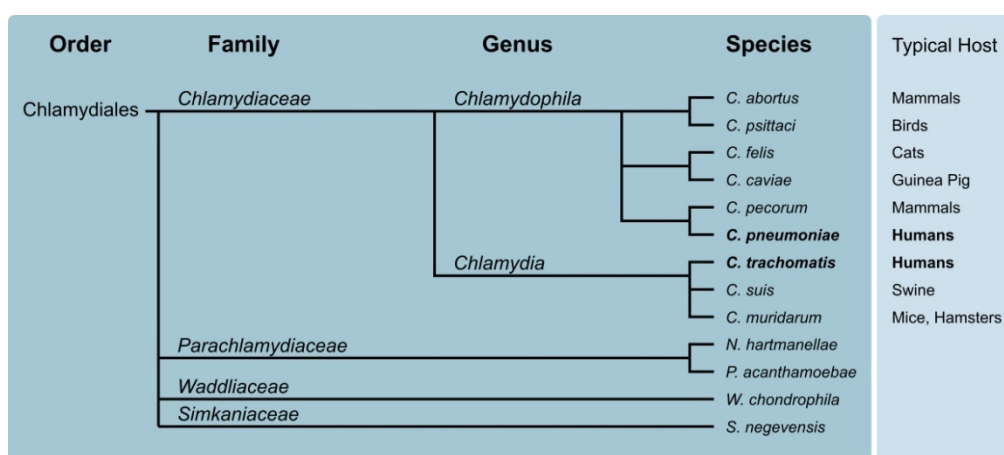 Order Family Genus Species Typical Host
Chlamydiales Chlamydiaceae Chlamydophila C. abortus Mammals
C. psittaci Birds
C. felis Cats
C. caviae Guinea Pig
C. pecorum Mammals
C. pneumoniae Humans
Chlamydia C. trachomatis Humans
C. suis Swine
C. muridarum Mice, Hamsters
Parachlamydiaceae N. hartmanellae
P. acanthamoebae
Waddliaceae W. chondrophila
Simkaniaceae S. negevensis